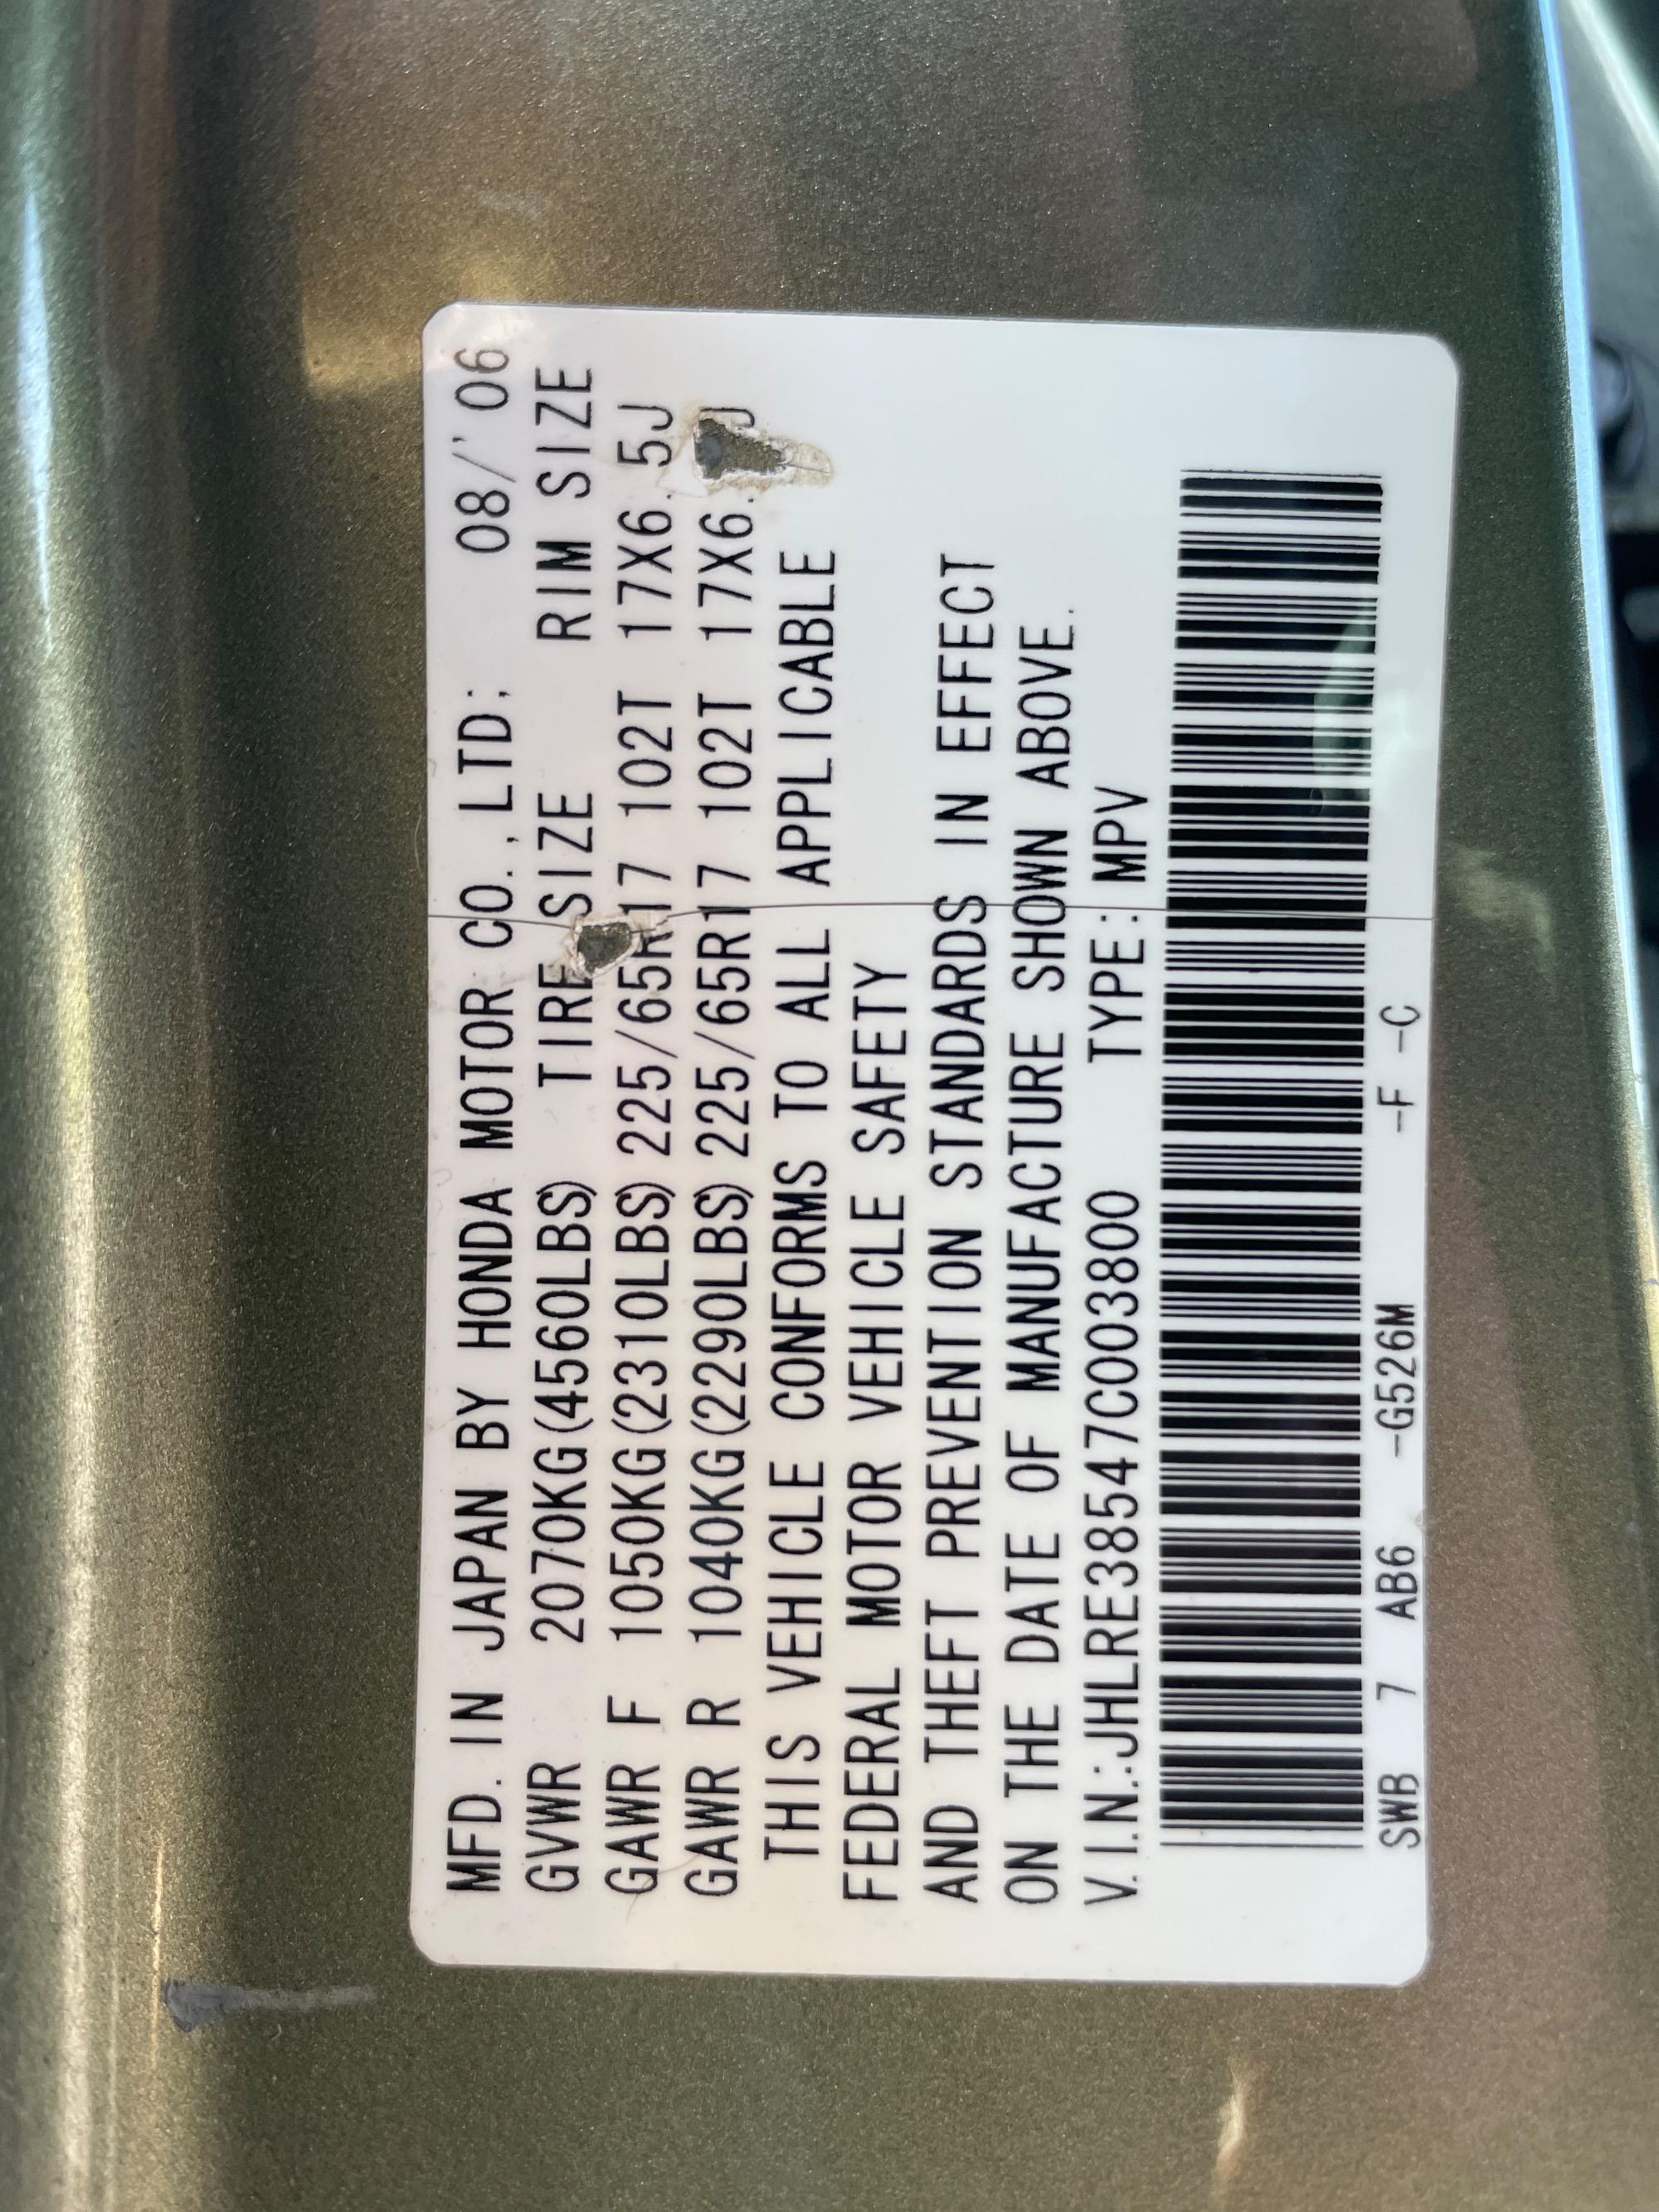 MFD. IN JAPAN BY HONDA MOTOR CO.,LTD; 08/'06
GVWR 2070KG(4560LBS) TIRE SIZE RIM SIZE
GAWR F 1050KG(2310LBS) 225/65R17 102T 17X6.5J
GAWR R 1040KG(2290LBS) 225/65R17 102T
THIS VEHICLE CONFORMS TO ALL APPLICABLE
FEDERAL MOTOR VEHICLE SAFETY
AND THEFT PREVENTION STANDARDS IN EFFECT
ON THE DATE OF MANUFACTURE SHOWN ABOVE.
V.I.N.:JHLRE38547C003800 TYPE:MPV
SWB 7 AB6 -G526M -F -C